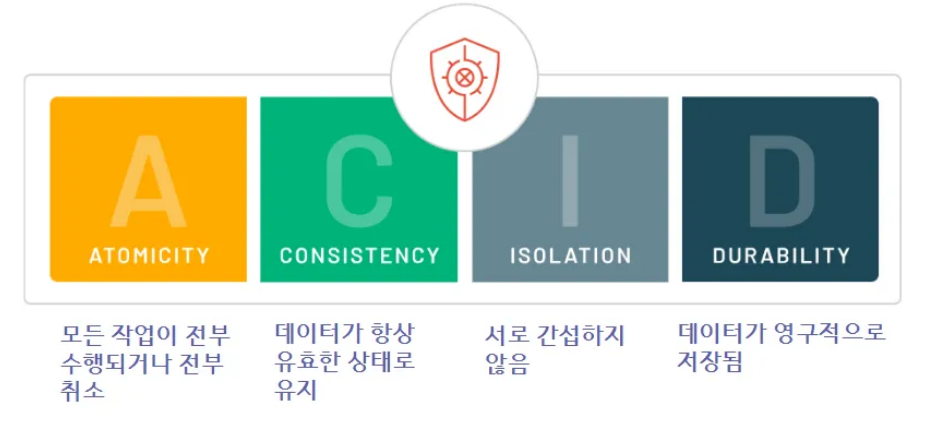 A
C
I
D
ATOMICITY
CONSISTENCY
ISOLATION
DURABILITY
모든 작업이 전부
수행되거나 전부
취소
데이터가 항상
유효한 상태로
유지
서로 간섭하지
않음
데이터가 영구적으로
저장됨